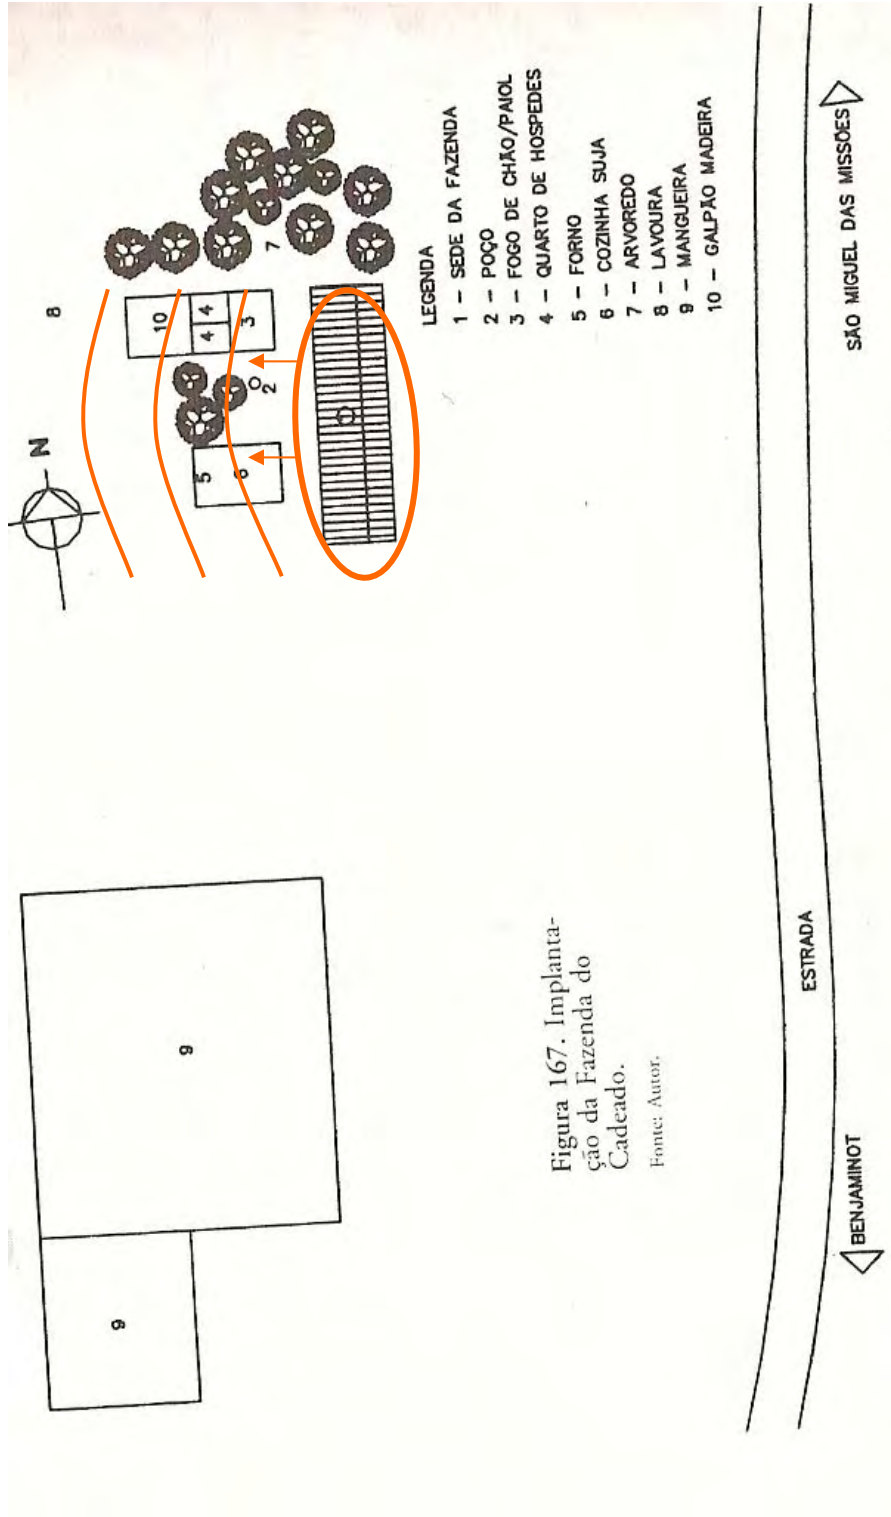 8
N
10
4 4
3
7
2
5
6
1
LEGENDA
1 – SEDE DA FAZENDA
2 – POÇO
3 – FOGO DE CHÃO/PAIOL
4 – QUARTO DE HOSPEDES
5 – FORNO
6 – COZINHA SUJA
7 – ARVOREDO
8 – LAVOURA
9 – MANGUEIRA
10 – GALPÃO MADEIRA
9
9
Figura 167. Implanta-
ção da Fazenda do
Cadeado.
Fonte: Autor.
ESTRADA
BENJAMINOT
SÃO MIGUEL DAS MISSÕES